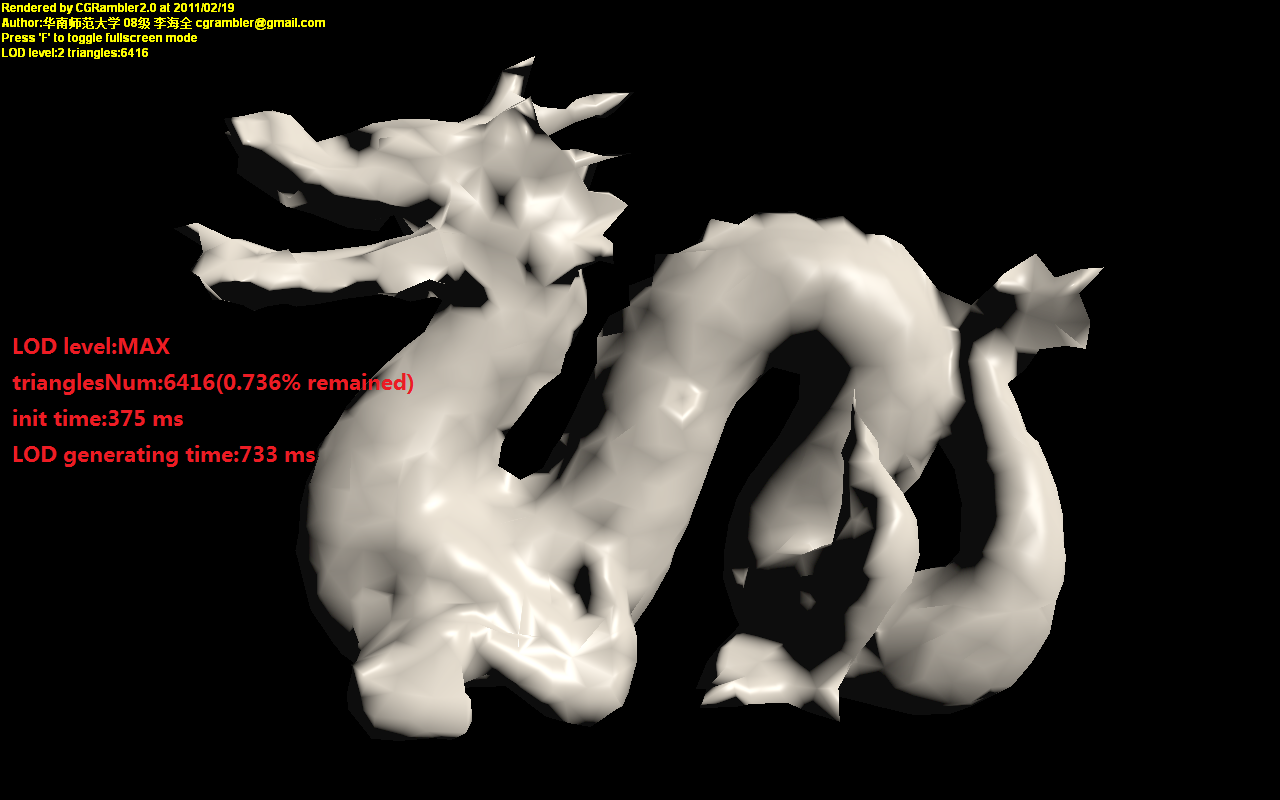 Rendered by CGRambler2.0 at 2011/02/19
Author:华南师范大学 08级 李海全 cgrambler@gmail.com
Press 'F' to toggle fullscreen mode
LOD level:2 triangles:6416
LOD level:MAX
trianglesNum:6416(0.736% remained)
init time:375 ms
LOD generating time:733 ms